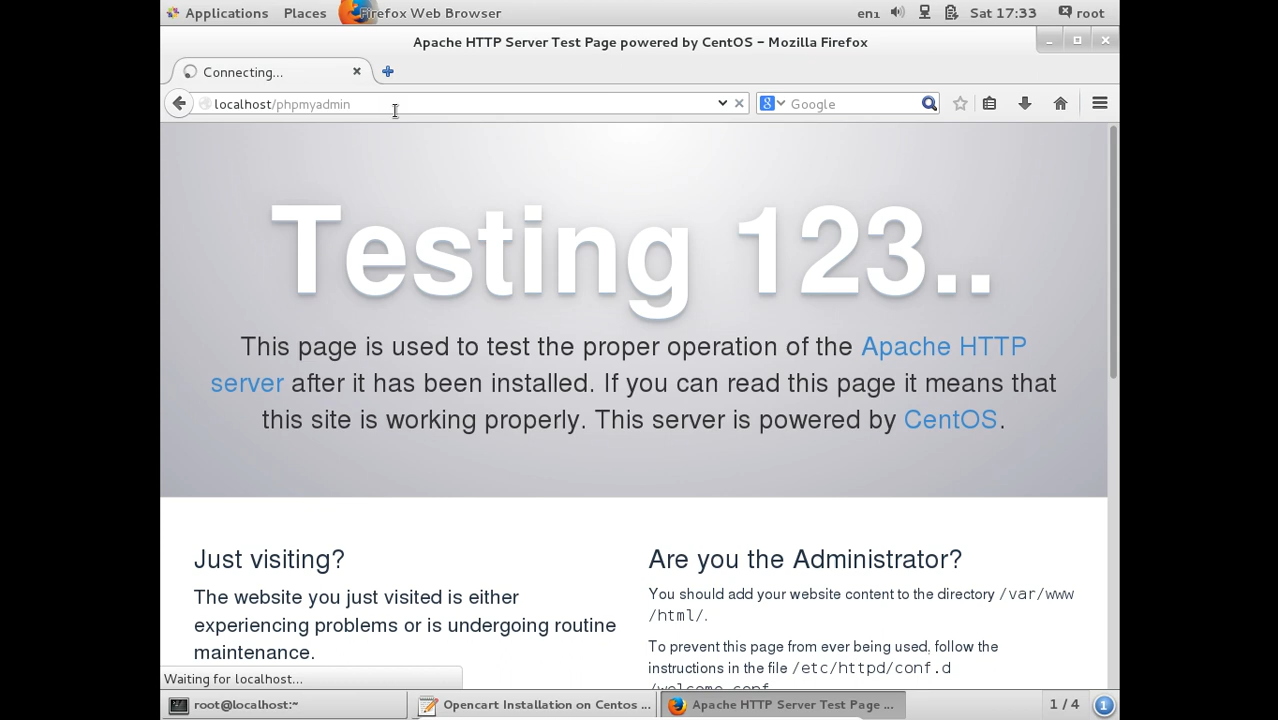 Applications Places Firefox Web Browser en1 Sat 17:33 root
Apache HTTP Server Test Page powered by CentOS - Mozilla Firefox
Connecting...
localhost/phpmyadmin Google
Testing 123..
This page is used to test the proper operation of the Apache HTTP
server after it has been installed. If you can read this page it means that
this site is working properly. This server is powered by CentOS.
Just visiting?
The website you just visited is either
experiencing problems or is undergoing routine
maintenance.
Are you the Administrator?
You should add your website content to the directory /var/www
/html/.
To prevent this page from ever being used, follow the
instructions in the file /etc/httpd/conf.d
/welcome.conf
Waiting for localhost...
root@localhost:~ Opencart Installation on Centos ... Apache HTTP Server Test Page ... 1 / 4 1